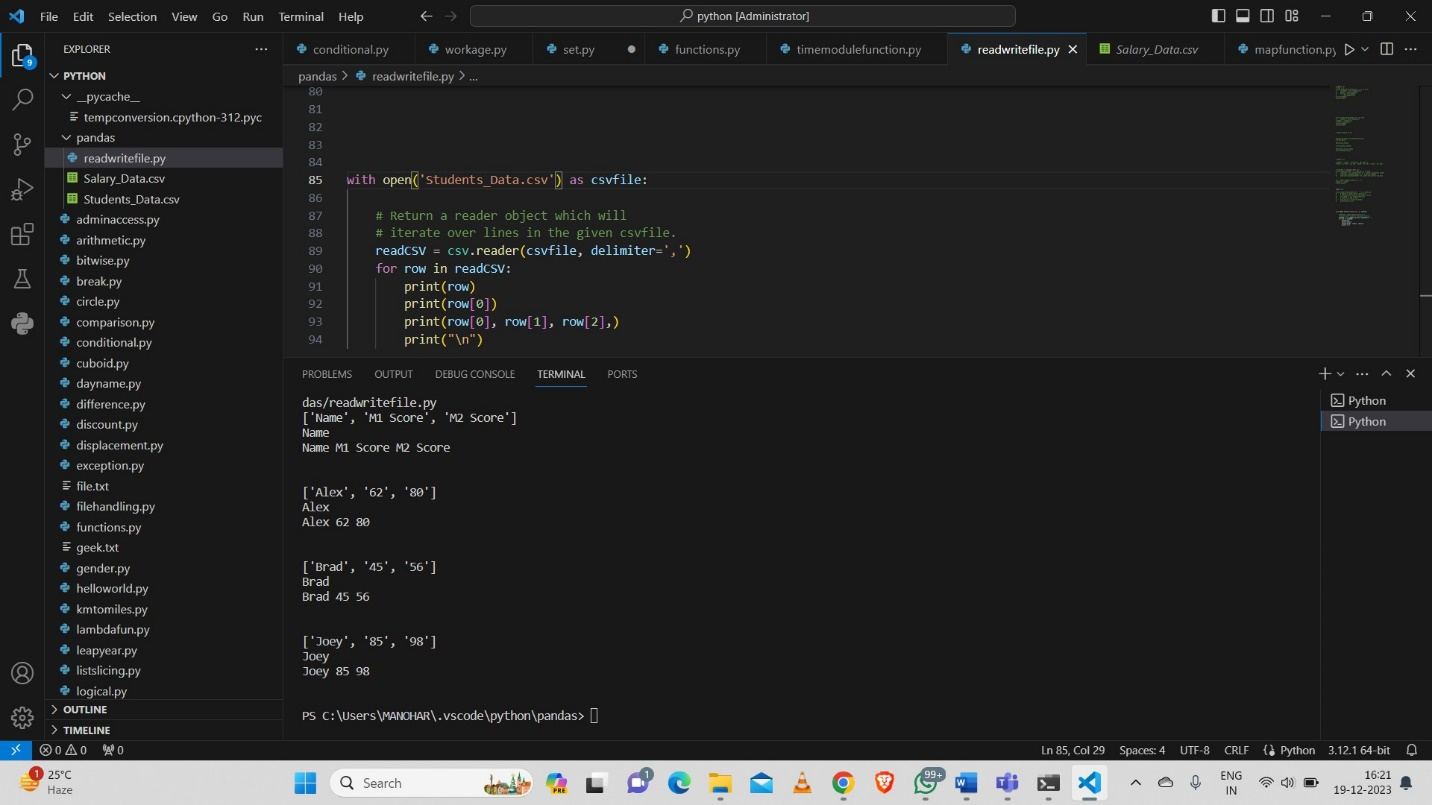 File Edit Selection View Go Run Terminal Help
python [Administrator]
EXPLORER
conditional.py workage.py set.py functions.py timemodulefunction.py readwritefile.py Salary_Data.csv mapfunction.py
9
PYTHON
pandas > readwritefile.py > ...
__pycache__
tempconversion.cpython-312.pyc
pandas
readwritefile.py
Salary_Data.csv
Students_Data.csv
adminaccess.py
arithmetic.py
bitwise.py
break.py
circle.py
comparison.py
conditional.py
cuboid.py
dayname.py
difference.py
discount.py
displacement.py
exception.py
file.txt
filehandling.py
functions.py
geek.txt
gender.py
helloworld.py
kmtomiles.py
lambdafun.py
leapyear.py
listslicing.py
logical.py
OUTLINE
TIMELINE
80
81
82
83
84
85 with open('Students_Data.csv') as csvfile:
86
87 # Return a reader object which will
88 # iterate over lines in the given csvfile.
89 readCSV = csv.reader(csvfile, delimiter=',')
90 for row in readCSV:
91 print(row)
92 print(row[0])
93 print(row[0], row[1], row[2],)
94 print("\n")
PROBLEMS OUTPUT DEBUG CONSOLE TERMINAL PORTS
das/readwritefile.py
['Name', 'M1 Score', 'M2 Score']
Name
Name M1 Score M2 Score
['Alex', '62', '80']
Alex
Alex 62 80
['Brad', '45', '56']
Brad
Brad 45 56
['Joey', '85', '98']
Joey
Joey 85 98
PS C:\Users\MANOHAR\.vscode\python\pandas>
Python
Python
0 0 0
Ln 85, Col 29 Spaces: 4 UTF-8 CRLF Python 3.12.1 64-bit
1
25°C
Haze
Search
PRE
1
99+
ENG
IN
16:21
19-12-2023